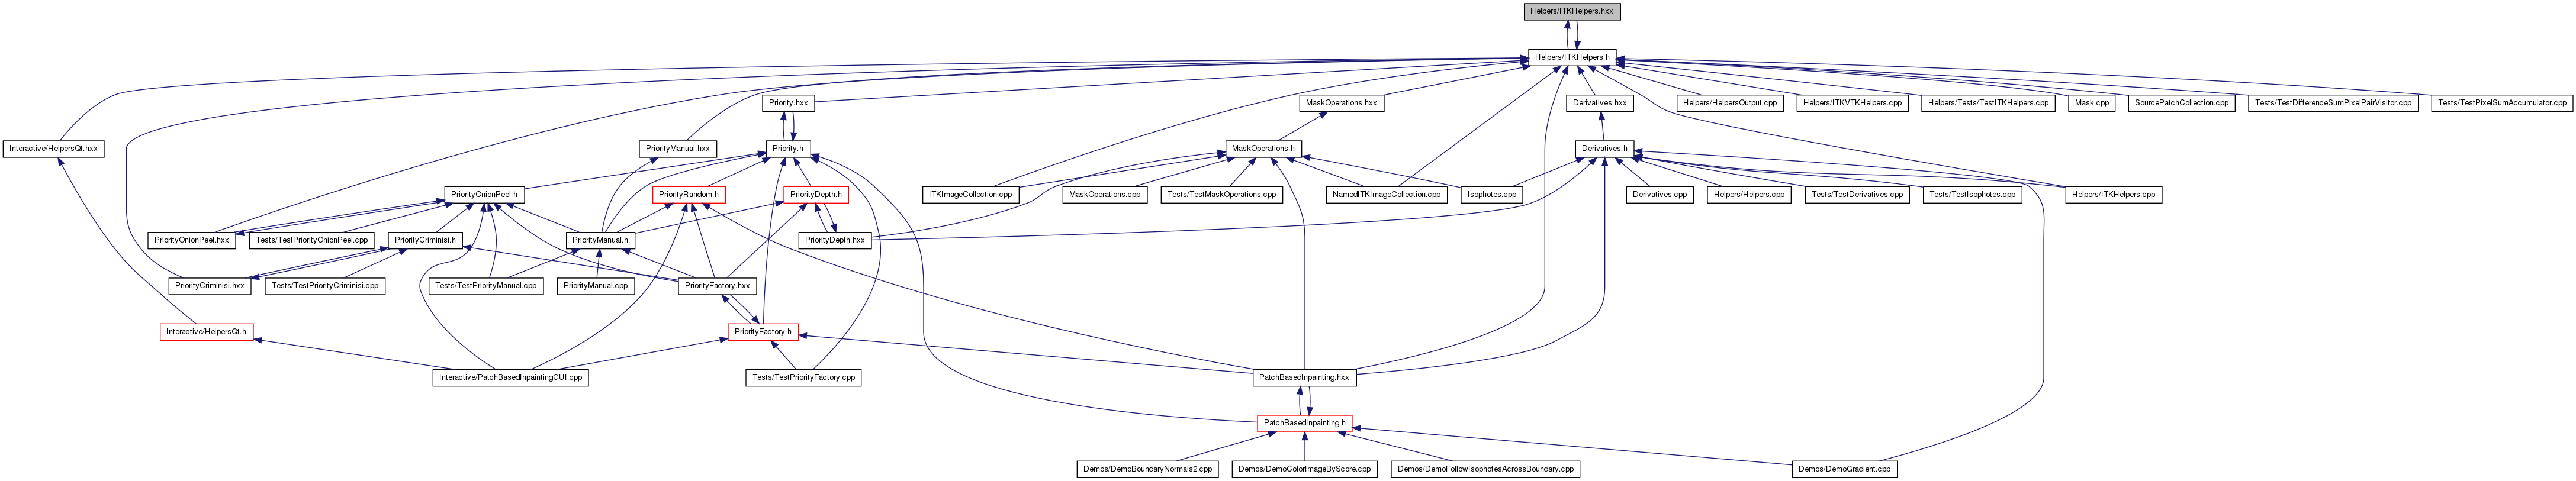 Helpers/ITKHelpers.hxx
Helpers/ITKHelpers.h
Priority.hxx
MaskOperations.hxx
Derivatives.hxx
Helpers/HelpersOutput.cpp
Helpers/ITKVTKHelpers.cpp
Helpers/Tests/TestITKHelpers.cpp
Mask.cpp
SourcePatchCollection.cpp
Tests/TestDifferenceSumPixelPairVisitor.cpp
Tests/TestPixelSumAccumulator.cpp
Interactive/HelpersQt.hxx
PriorityManual.hxx
Priority.h
MaskOperations.h
Derivatives.h
PriorityOnionPeel.h
PriorityRandom.h
PriorityDepth.h
ITKImageCollection.cpp
MaskOperations.cpp
Tests/TestMaskOperations.cpp
NamedITKImageCollection.cpp
Isophotes.cpp
Derivatives.cpp
Helpers/Helpers.cpp
Tests/TestDerivatives.cpp
Tests/TestIsophotes.cpp
Helpers/ITKHelpers.cpp
PriorityOnionPeel.hxx
Tests/TestPriorityOnionPeel.cpp
PriorityCriminisi.h
PriorityManual.h
PriorityDepth.hxx
PriorityCriminisi.hxx
Tests/TestPriorityCriminisi.cpp
Tests/TestPriorityManual.cpp
PriorityManual.cpp
PriorityFactory.hxx
Interactive/HelpersQt.h
PriorityFactory.h
Interactive/PatchBasedInpaintingGUI.cpp
Tests/TestPriorityFactory.cpp
PatchBasedInpainting.hxx
PatchBasedInpainting.h
Demos/DemoBoundaryNormals2.cpp
Demos/DemoColorImageByScore.cpp
Demos/DemoFollowIsophotesAcrossBoundary.cpp
Demos/DemoGradient.cpp